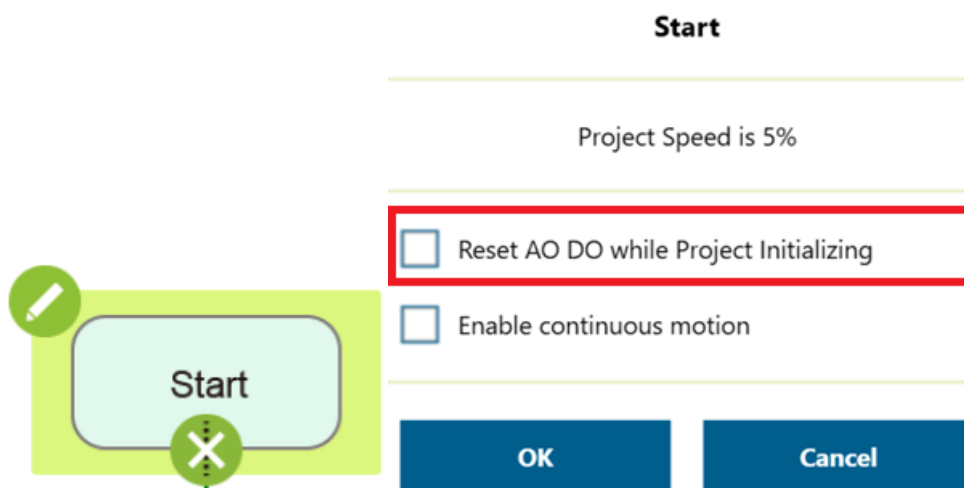 Start
Project Speed is 5%
Reset AO DO while Project Initializing
Enable continuous motion
Start
OK
Cancel